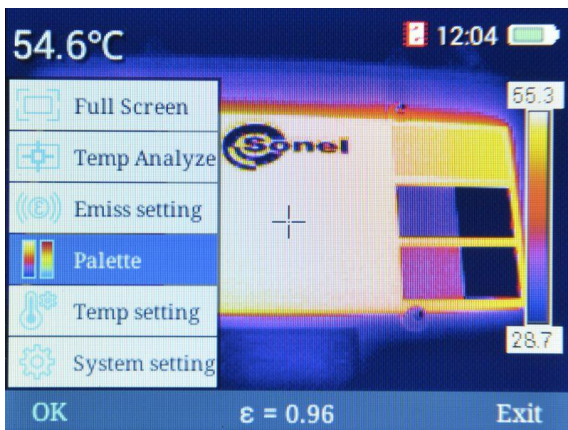 54.6°C
12:04
Full Screen
Temp Analyze
Emiss setting
Palette
Temp setting
System setting
Sonel
55.3
28.7
OK
ε = 0.96
Exit